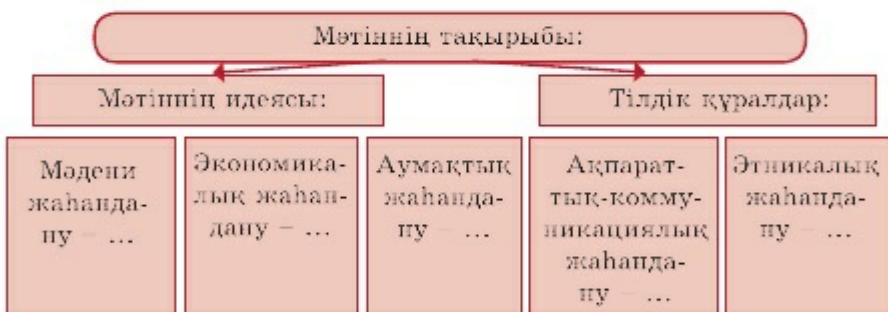 Мәтіннің тақырыбы:
Мәтіннің идеясы:
Тілдік құралдар:
Мәдени
жаһанда-
ну – ...
Экономика-
лық жаһан-
дану – ...
Аумақтық
жаһанда-
ну – ...
Ақпарат-
тық-комму-
никациялық
жаһанда-
ну – ...
Этникалық
жаһанда-
ну – ...